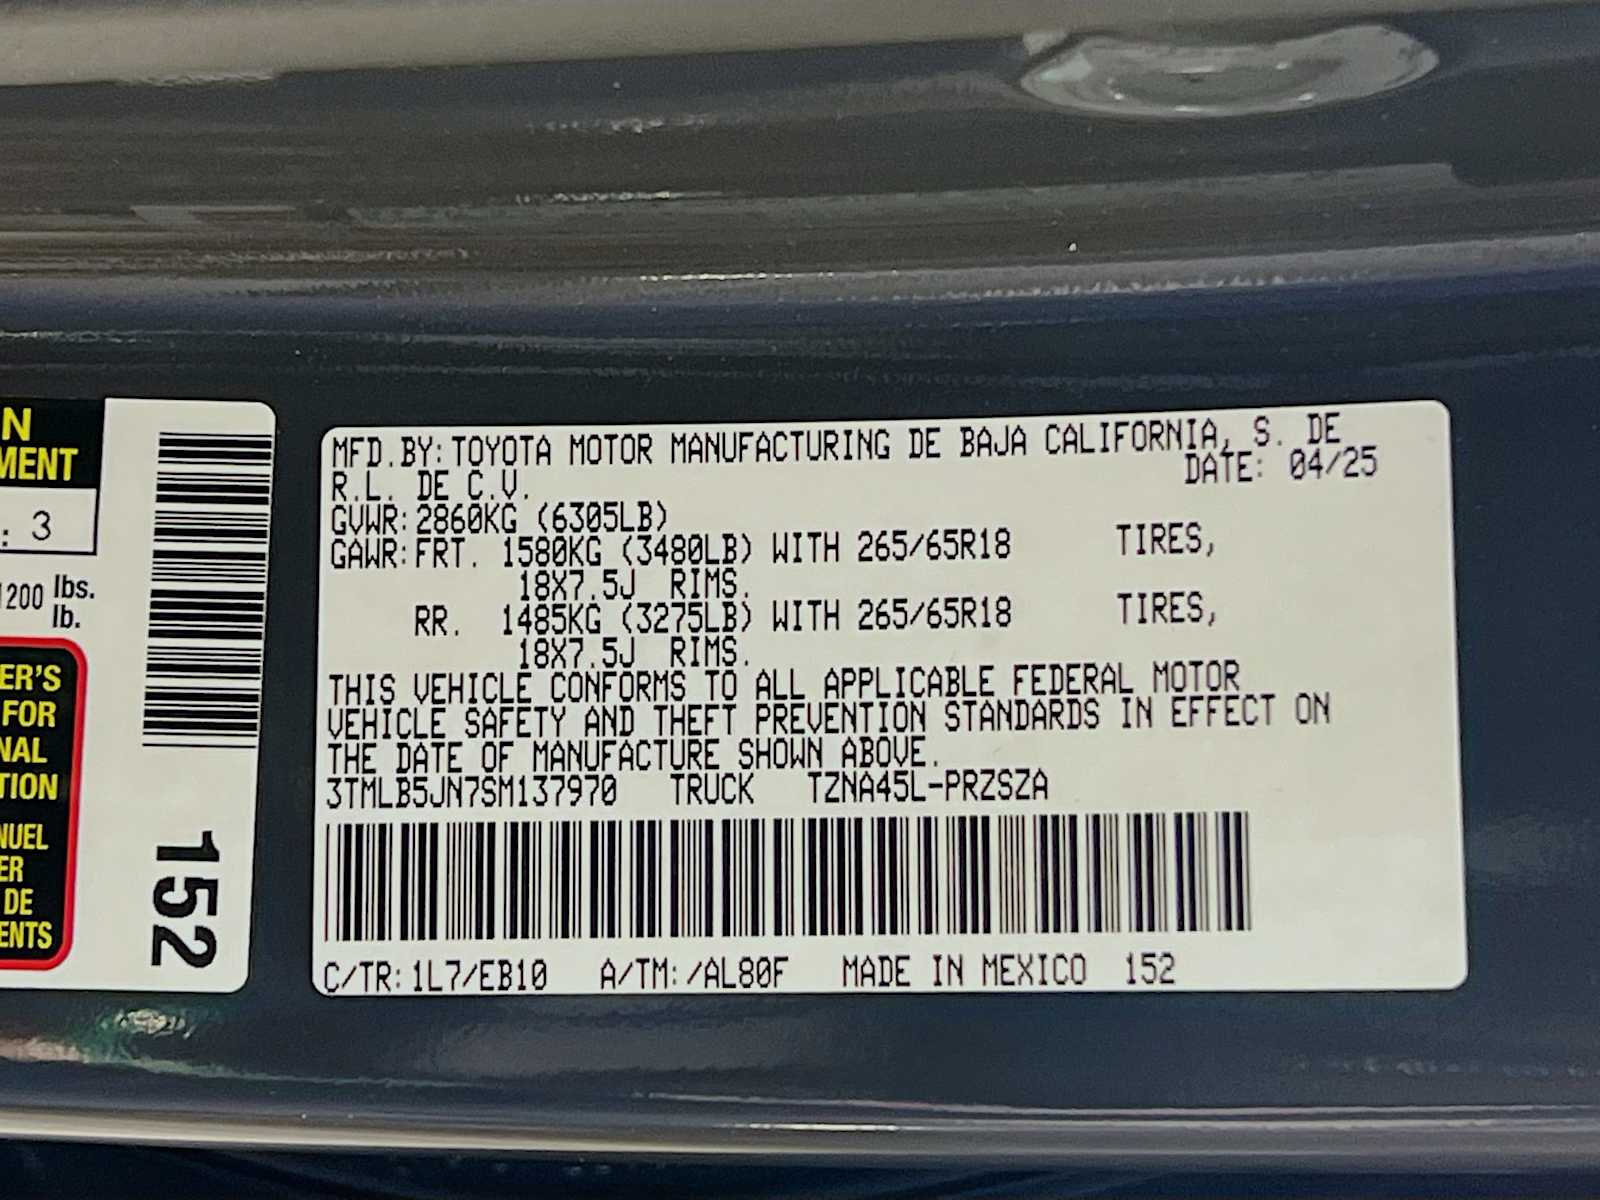 N
MENT
: 3
1200 lbs.
lb.
ER'S
FOR
NAL
TION
NUEL
ER
DE
ENTS
152
MFD.BY: TOYOTA MOTOR MANUFACTURING DE BAJA CALIFORNIA, S. DE
R.L. DE C.V. DATE: 04/25
GVWR: 2860KG (6305LB)
GAWR: FRT. 1580KG (3480LB) WITH 265/65R18 TIRES,
18X7.5J RIMS.
RR. 1485KG (3275LB) WITH 265/65R18 TIRES,
18X7.5J RIMS.
THIS VEHICLE CONFORMS TO ALL APPLICABLE FEDERAL MOTOR
VEHICLE SAFETY AND THEFT PREVENTION STANDARDS IN EFFECT ON
THE DATE OF MANUFACTURE SHOWN ABOVE.
3TMLB5JN7SM137970 TRUCK TZNA45L-PRZSZA
C/TR: 1L7/EB10 A/TM: /AL80F MADE IN MEXICO 152